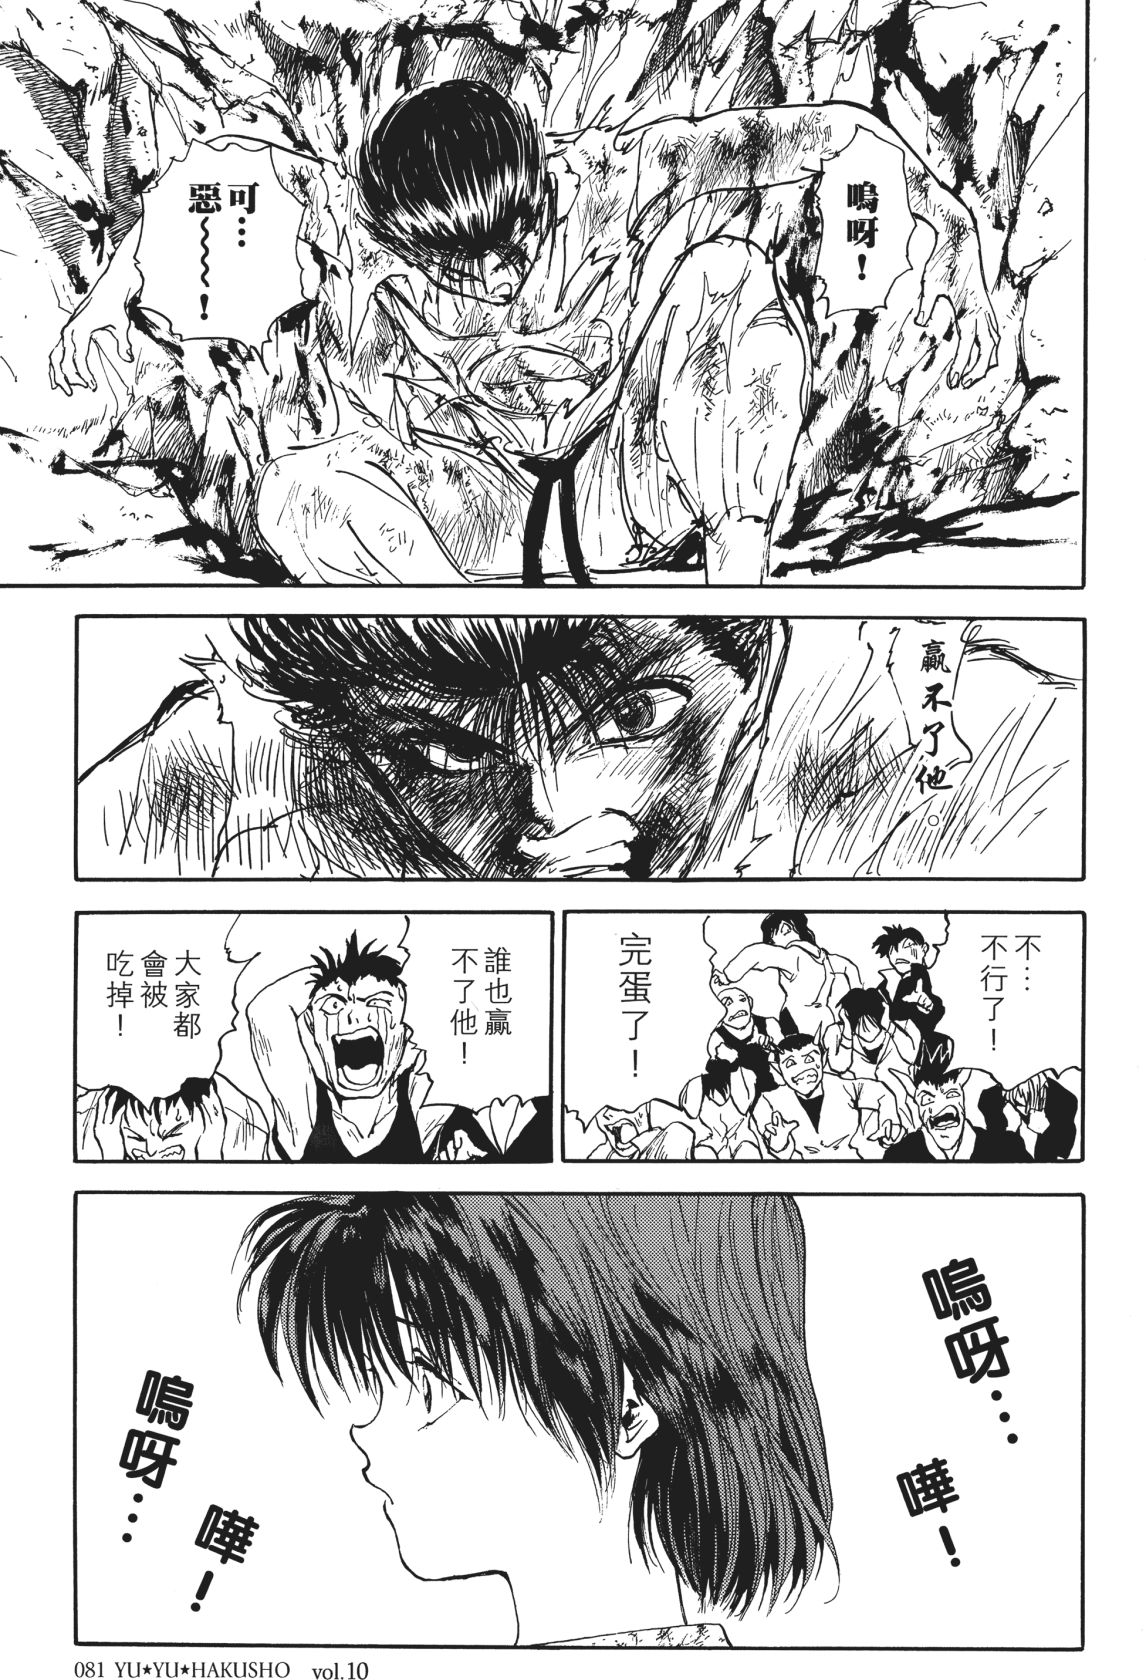 嗚呀！
可…
惡～～～！
贏不了他。
不…
不行了！
完蛋了！
誰也贏
不了他！
大家都
會被
吃掉！
嗚呀…
嘩！
嗚呀…
嘩！
081 YU★YU★HAKUSHO vol.10